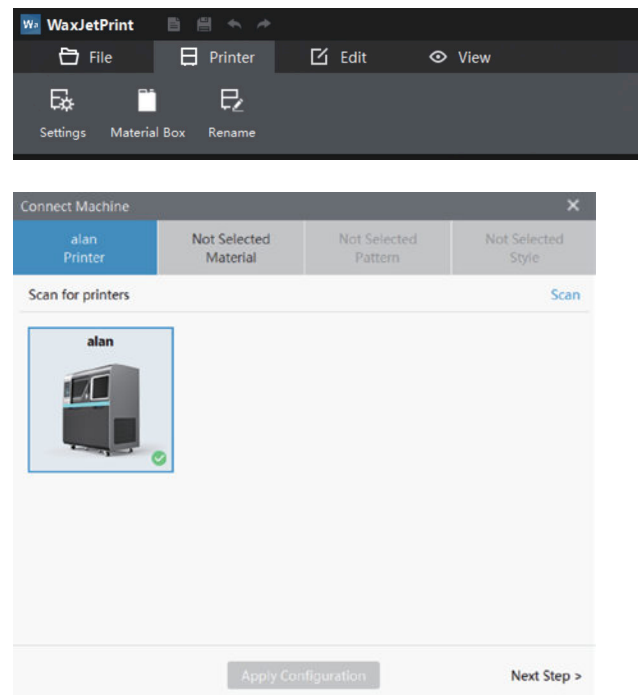 Wa WaxJetPrint
File Printer Edit View
Settings Material Box Rename
Connect Machine
alan Not Selected Not Selected Not Selected
Printer Material Pattern Style
Scan for printers Scan
alan
Apply Configuration Next Step >